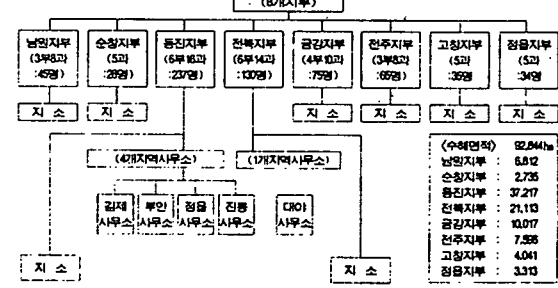 (8개지부)
남원지부
(3부8과
:45명)
순창지부
(5과
:28명)
동진지부
(6부16과
:237명)
전북지부
(6부14과
:130명)
금강지부
(4부10과
:75명)
전주지부
(3부8과
:65명)
고창지부
(5과
:36명)
정읍지부
(5과
:34명)
지 소
지 소
지 소
지 소
지 소
지 소
(4개지역사무소)
(1개지역사무소)
김제
사무소
부안
사무소
정읍
사무소
진봉
사무소
대야
사무소
지 소
지 소
〈수혜면적〉 92,844ha
남원지부 : 6,812
순창지부 : 2,735
동진지부 : 37,217
전북지부 : 21,113
금강지부 : 10,017
전주지부 : 7,596
고창지부 : 4,041
정읍지부 : 3,313